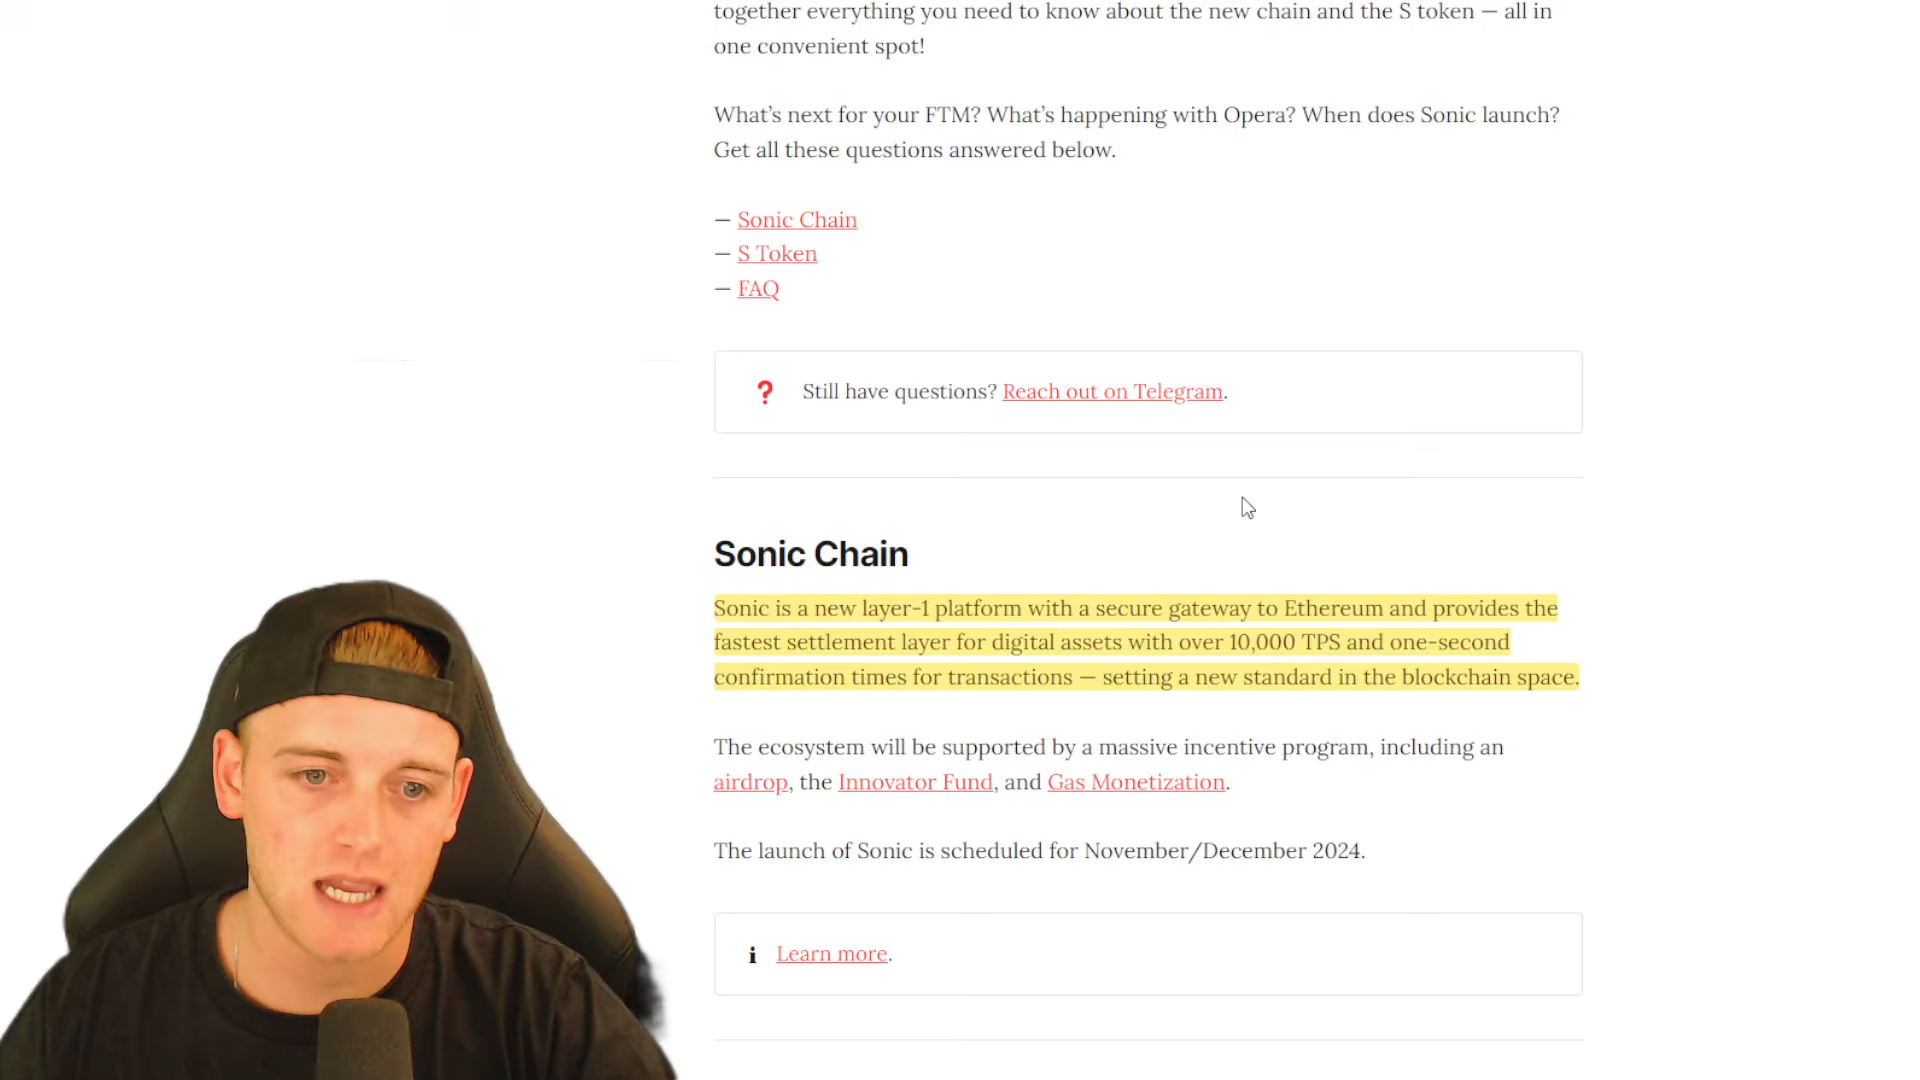 together everything you need to know about the new chain and the S token — all in
one convenient spot!
What’s next for your FTM? What’s happening with Opera? When does Sonic launch?
Get all these questions answered below.
— Sonic Chain
— S Token
— FAQ
❓ Still have questions? Reach out on Telegram.
Sonic Chain
Sonic is a new layer-1 platform with a secure gateway to Ethereum and provides the
fastest settlement layer for digital assets with over 10,000 TPS and one-second
confirmation times for transactions — setting a new standard in the blockchain space.
The ecosystem will be supported by a massive incentive program, including an
airdrop, the Innovator Fund, and Gas Monetization.
The launch of Sonic is scheduled for November/December 2024.
ℹ Learn more.